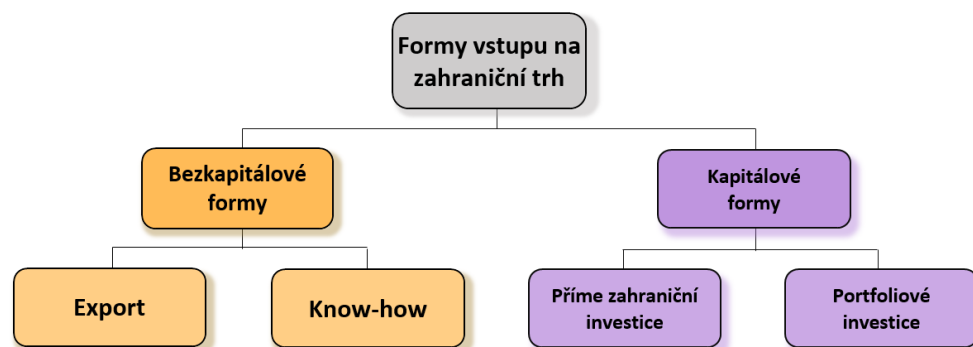 Formy vstupu na
zahraniční trh
Bezkapitálové
formy
Kapitálové
formy
Export
Know-how
Příme zahraniční
investice
Portfoliové
investice